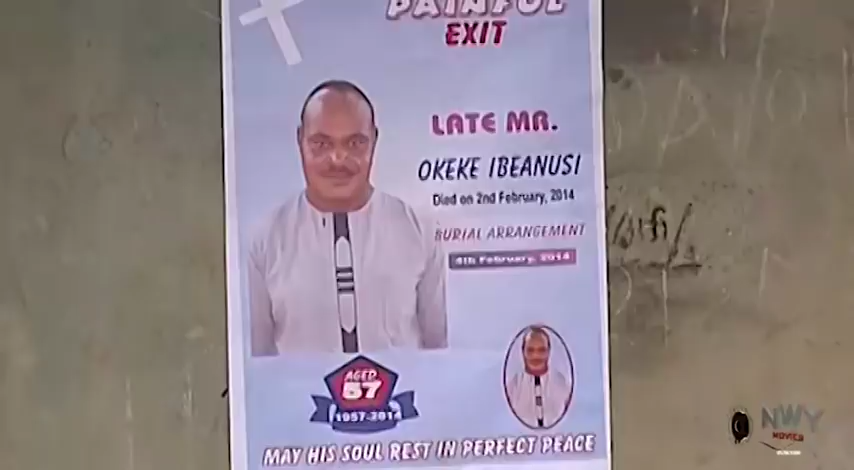 PAINFUL
EXIT
LATE MR.
OKEKE IBEANUSI
Died on 2nd February, 2014
BURIAL ARRANGEMENT
4th February, 2014
AGED
57
1957-2014
MAY HIS SOUL REST IN PERFECT PEACE
NWY
MOVIES